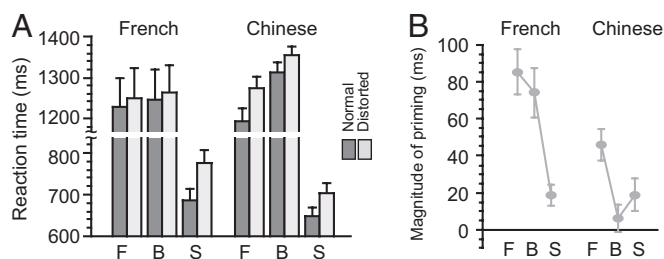 A
French
Chinese
Reaction time (ms)
1400
1300
1200
800
700
600
F B S F B S
Normal
Distorted
B
French
Chinese
Magnitude of priming (ms)
100
80
60
40
20
0
F B S F B S